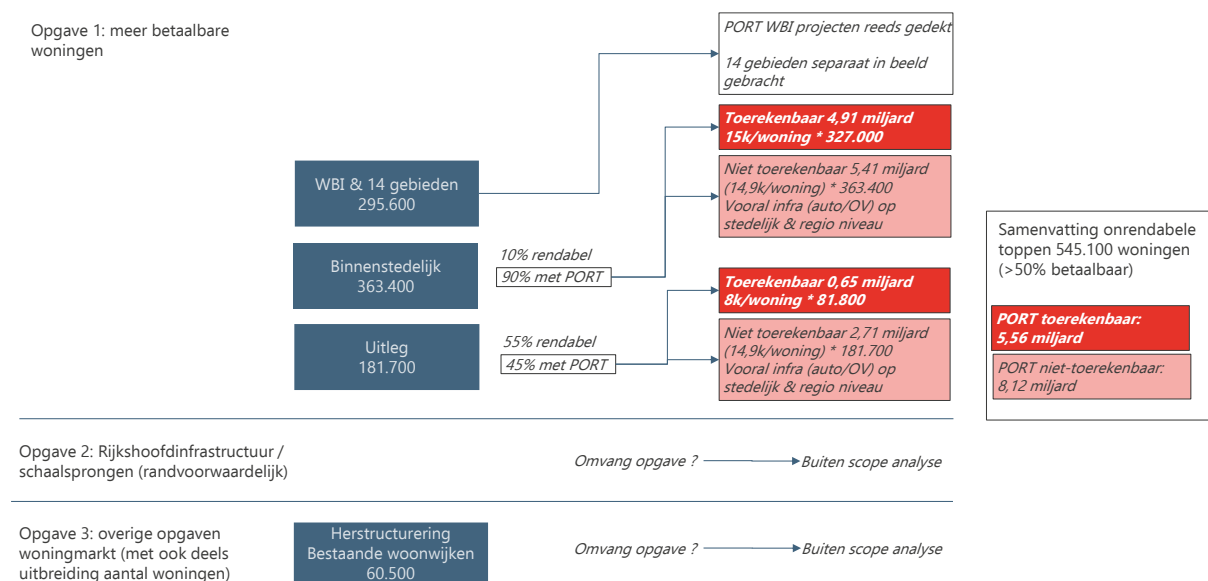 Opgave 1: meer betaalbare
woningen
PORT WBI projecten reeds gedekt
14 gebieden separaat in beeld
gebracht
WBI & 14 gebieden
295.600
Toerekenbaar 4,91 miljard
15k/woning * 327.000
Niet toerekenbaar 5,41 miljard
(14,9k/woning) * 363.400
Vooral infra (auto/OV) op
stedelijk & regio niveau
Binnenstedelijk
363.400
10% rendabel
90% met PORT
Toerekenbaar 0,65 miljard
8k/woning * 81.800
Uitleg
181.700
55% rendabel
45% met PORT
Niet toerekenbaar 2,71 miljard
(14,9k/woning) * 181.700
Vooral infra (auto/OV) op
stedelijk & regio niveau
Samenvatting onrendabele
toppen 545.100 woningen
(>50% betaalbaar)
PORT toerekenbaar:
5,56 miljard
PORT niet-toerekenbaar:
8,12 miljard
Opgave 2: Rijkshoofdinfrastructuur /
schaalsprongen (randvoorwaardelijk)
Omvang opgave ?
Buiten scope analyse
Opgave 3: overige opgaven
woningmarkt (met ook deels
uitbreiding aantal woningen)
Herstructurering
Bestaande woonwijken
60.500
Omvang opgave ?
Buiten scope analyse